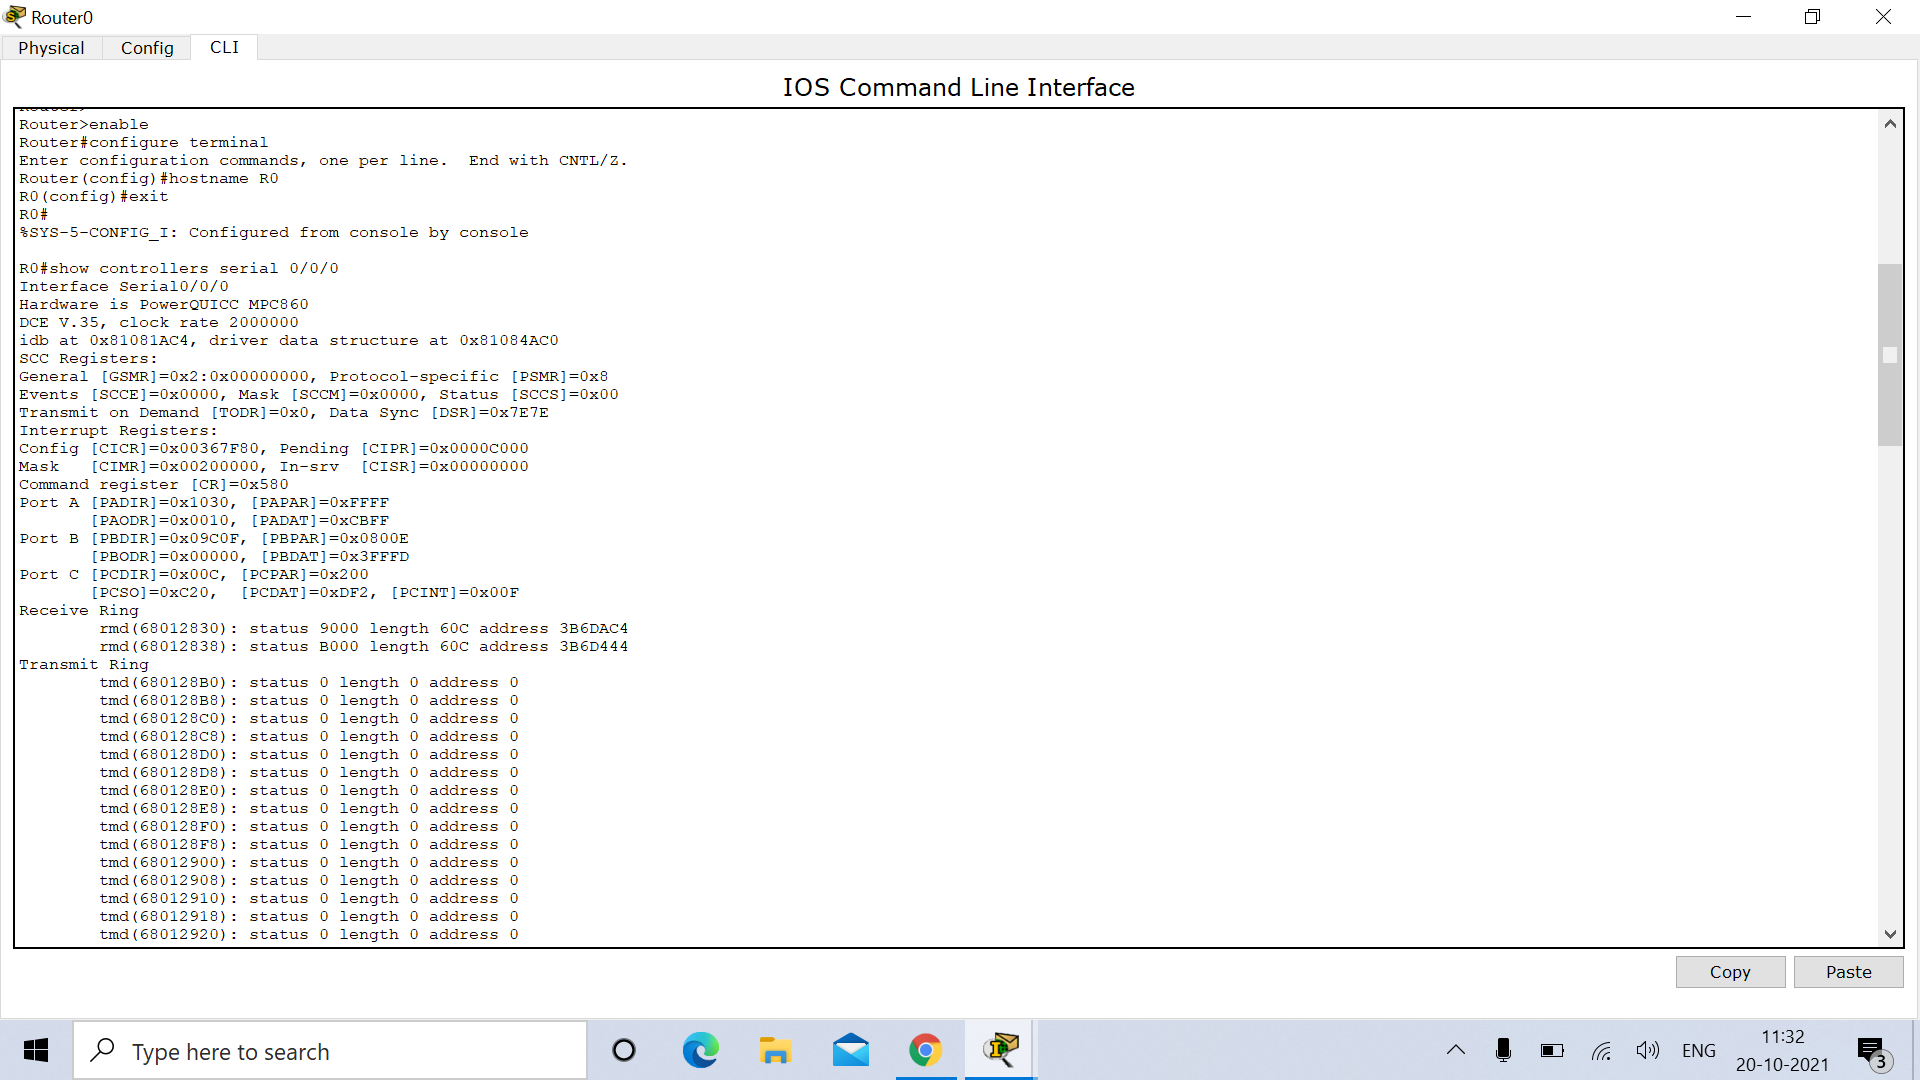 Router0
Physical Config CLI
IOS Command Line Interface
Router>
Router>enable
Router#configure terminal
Enter configuration commands, one per line.  End with CNTL/Z.
Router(config)#hostname R0
R0(config)#exit
R0#
%SYS-5-CONFIG_I: Configured from console by console
R0#show controllers serial 0/0/0
Interface Serial0/0/0
Hardware is PowerQUICC MPC860
DCE V.35, clock rate 2000000
idb at 0x81081AC4, driver data structure at 0x81084AC0
SCC Registers:
General [GSMR]=0x2:0x00000000, Protocol-specific [PSMR]=0x8
Events [SCCE]=0x0000, Mask [SCCM]=0x0000, Status [SCCS]=0x00
Transmit on Demand [TODR]=0x0, Data Sync [DSR]=0x7E7E
Interrupt Registers:
Config [CICR]=0x00367F80, Pending [CIPR]=0x0000C000
Mask   [CIMR]=0x00200000, In-srv  [CISR]=0x00000000
Command register [CR]=0x580
Port A [PADIR]=0x1030, [PAPAR]=0xFFFF
       [PAODR]=0x0010, [PADAT]=0xCBFF
Port B [PBDIR]=0x09C0F, [PBPAR]=0x0800E
       [PBODR]=0x00000, [PBDAT]=0x3FFFD
Port C [PCDIR]=0x00C, [PCPAR]=0x200
       [PCSO]=0xC20,  [PCDAT]=0xDF2, [PCINT]=0x00F
Receive Ring
        rmd(68012830): status 9000 length 60C address 3B6DAC4
        rmd(68012838): status B000 length 60C address 3B6D444
Transmit Ring
        tmd(680128B0): status 0 length 0 address 0
        tmd(680128B8): status 0 length 0 address 0
        tmd(680128C0): status 0 length 0 address 0
        tmd(680128C8): status 0 length 0 address 0
        tmd(680128D0): status 0 length 0 address 0
        tmd(680128D8): status 0 length 0 address 0
        tmd(680128E0): status 0 length 0 address 0
        tmd(680128E8): status 0 length 0 address 0
        tmd(680128F0): status 0 length 0 address 0
        tmd(680128F8): status 0 length 0 address 0
        tmd(68012900): status 0 length 0 address 0
        tmd(68012908): status 0 length 0 address 0
        tmd(68012910): status 0 length 0 address 0
        tmd(68012918): status 0 length 0 address 0
        tmd(68012920): status 0 length 0 address 0
Copy Paste
Type here to search
ENG
11:32
20-10-2021
3